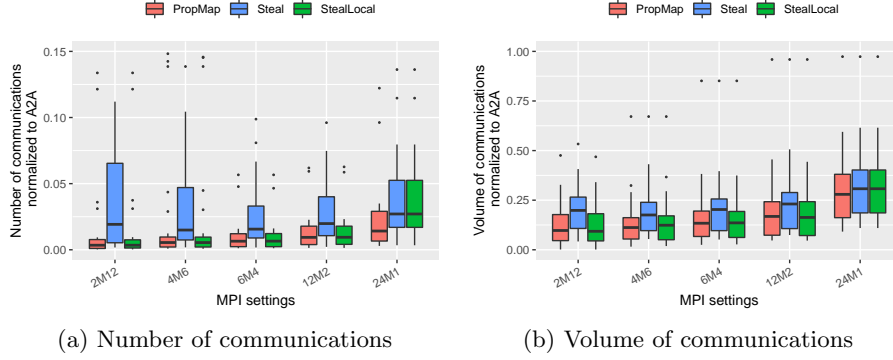 PropMap Steal StealLocal
Number of communications
normalized to A2A
0.15
0.10
0.05
0.00
2M12 4M6 6M4 12M2 24M1
MPI settings
(a) Number of communications
PropMap Steal StealLocal
Volume of communications
normalized to A2A
1.00
0.75
0.50
0.25
0.00
2M12 4M6 6M4 12M2 24M1
MPI settings
(b) Volume of communications